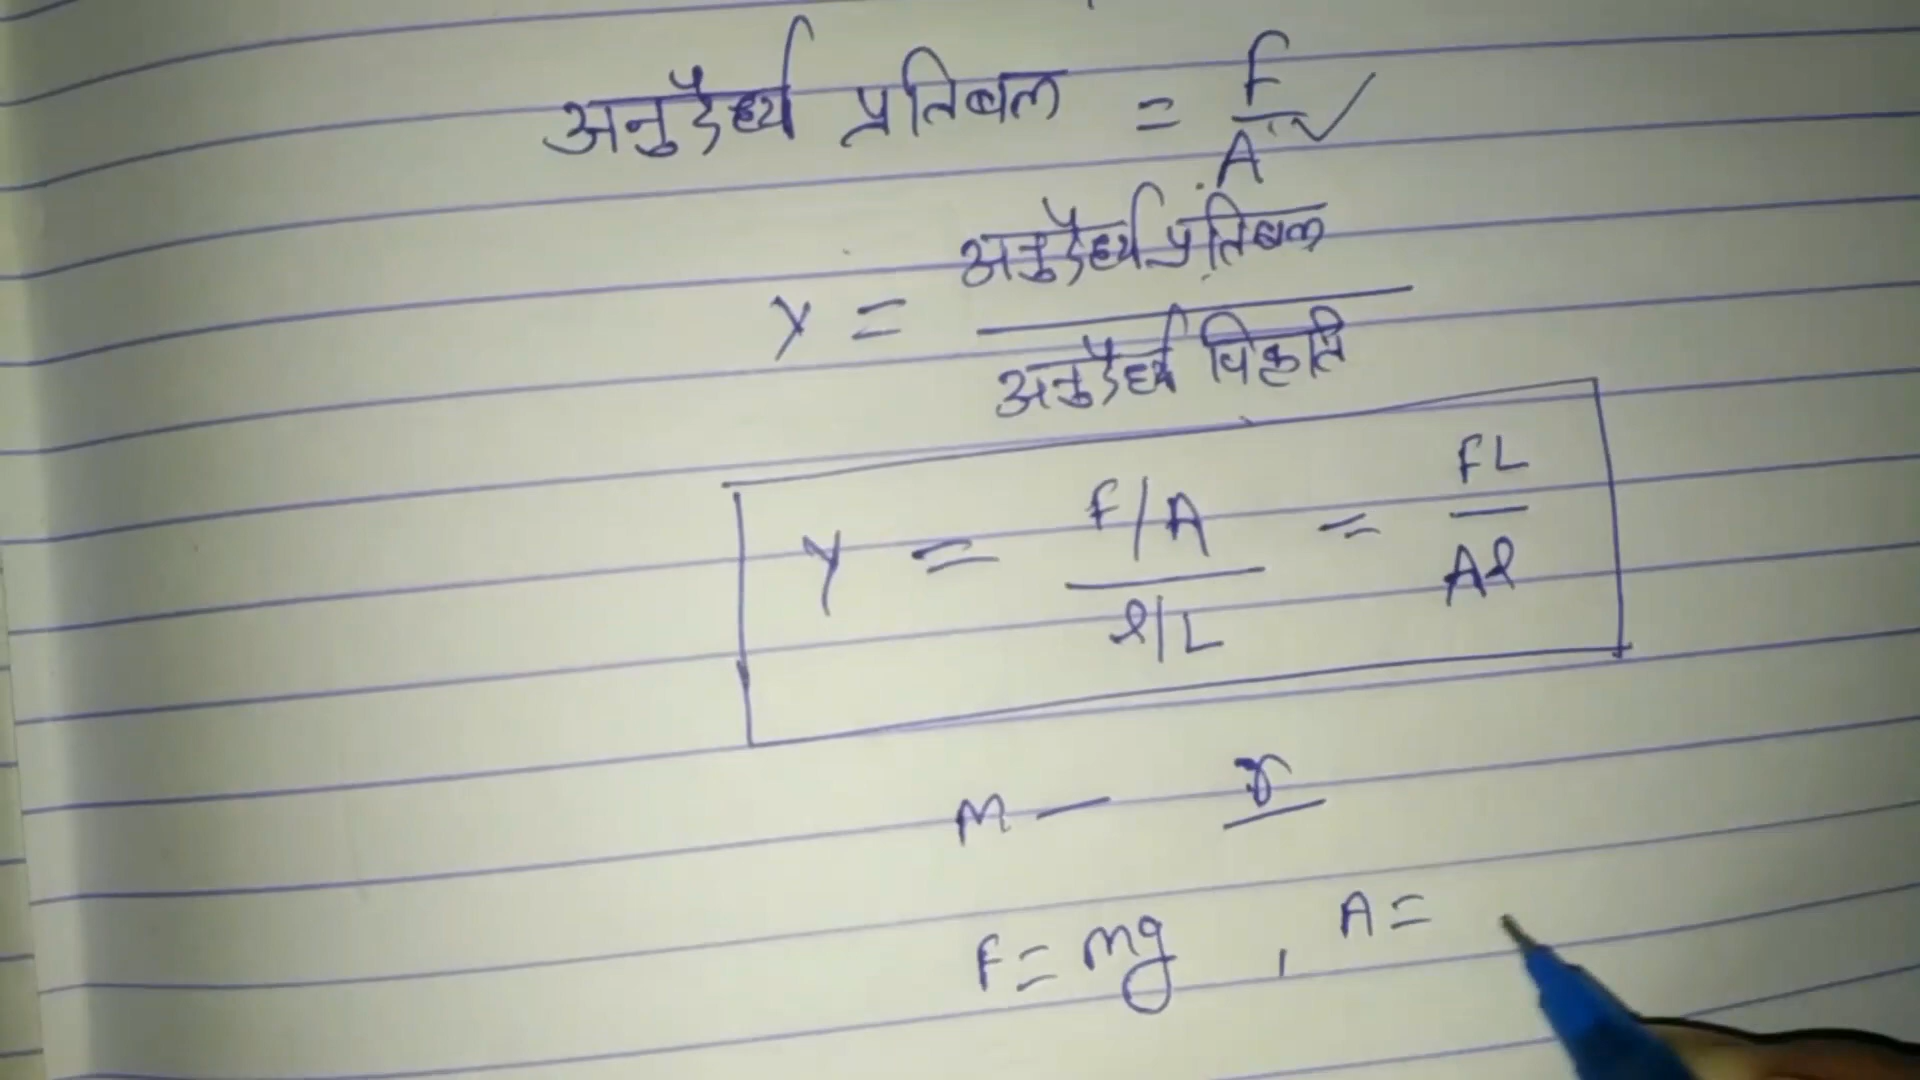 अनुदैर्ध्य प्रतिबल = F/A
Y = अनुदैर्ध्य प्रतिबल / अनुदैर्ध्य विकृति
Y = F/A / l/L = FL / Al
M — r
F = mg , A =